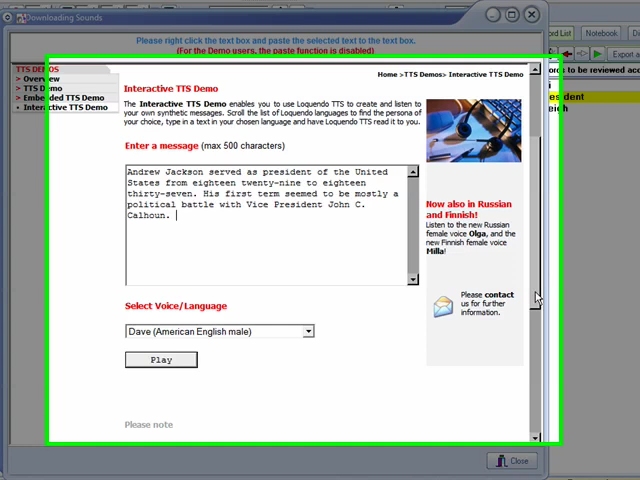 Downloading Sounds
Please right click the text box and paste the selected text to the text box.
(For the Demo users, the paste function is disabled)
TTS DEMOS
> Overview
> TTS Demo
> Embedded TTS Demo
• Interactive TTS Demo
Home >TTS Demos> Interactive TTS Demo
Interactive TTS Demo
The Interactive TTS Demo enables you to use Loquendo TTS to create and listen to
your own synthetic messages. Scroll the list of Loquendo languages to find the persona of
your choice, type in a text in your chosen language and have Loquendo TTS read it to you.
Enter a message (max 500 characters)
Andrew Jackson served as president of the United
States from eighteen twenty-nine to eighteen
thirty-seven. His first term seemed to be mostly a
political battle with Vice President John C.
Calhoun.
Now also in Russian
and Finnish!
Listen to the new Russian
female voice Olga, and the
new Finnish female voice
Milla!
Please contact
us for further
information.
Select Voice/Language
Dave (American English male)
Play
Please note
Close
ord List
Notebook
Di
Export a
ords to be reviewed acc
esident
eigh